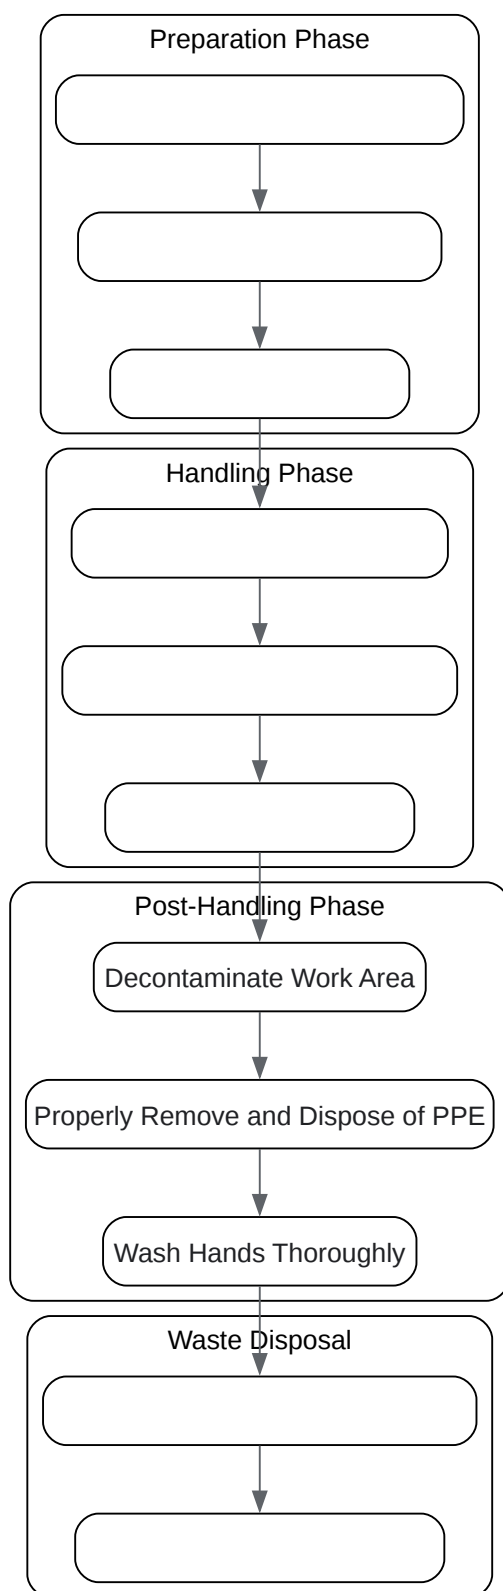 Preparation Phase
Handling Phase
Post-Handling Phase
Decontaminate Work Area
Properly Remove and Dispose of PPE
Wash Hands Thoroughly
Waste Disposal